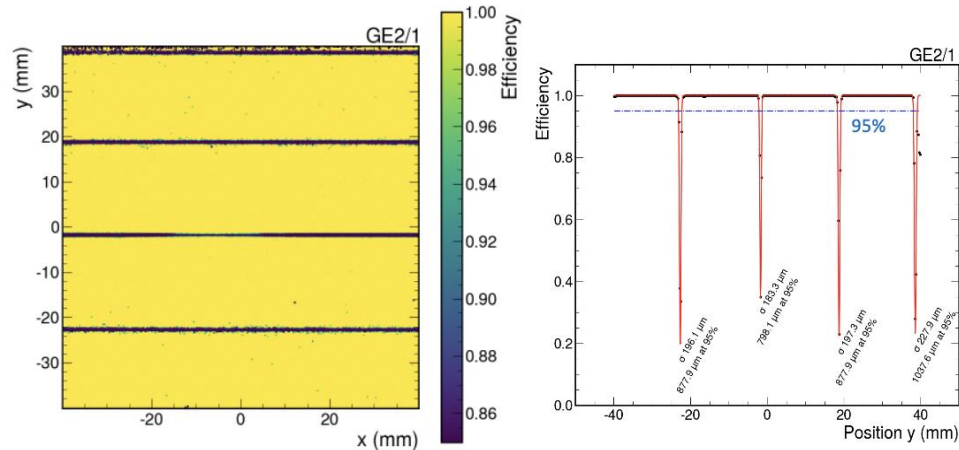 GE2/1
y (mm)
30
20
10
0
-10
-20
-30
-20
0
20
x (mm)
Efficiency
1.00
0.98
0.96
0.94
0.92
0.90
0.88
0.86
GE2/1
Efficiency
1.0
0.8
0.6
0.4
0.2
0.0
95%
σ 196.1 μm
877.9 μm at 95%
σ 183.3 μm
798.1 μm at 95%
σ 197.3 μm
877.9 μm at 95%
σ 227.9 μm
1037.6 μm at 95%
-40
-20
0
20
40
50
Position y (mm)